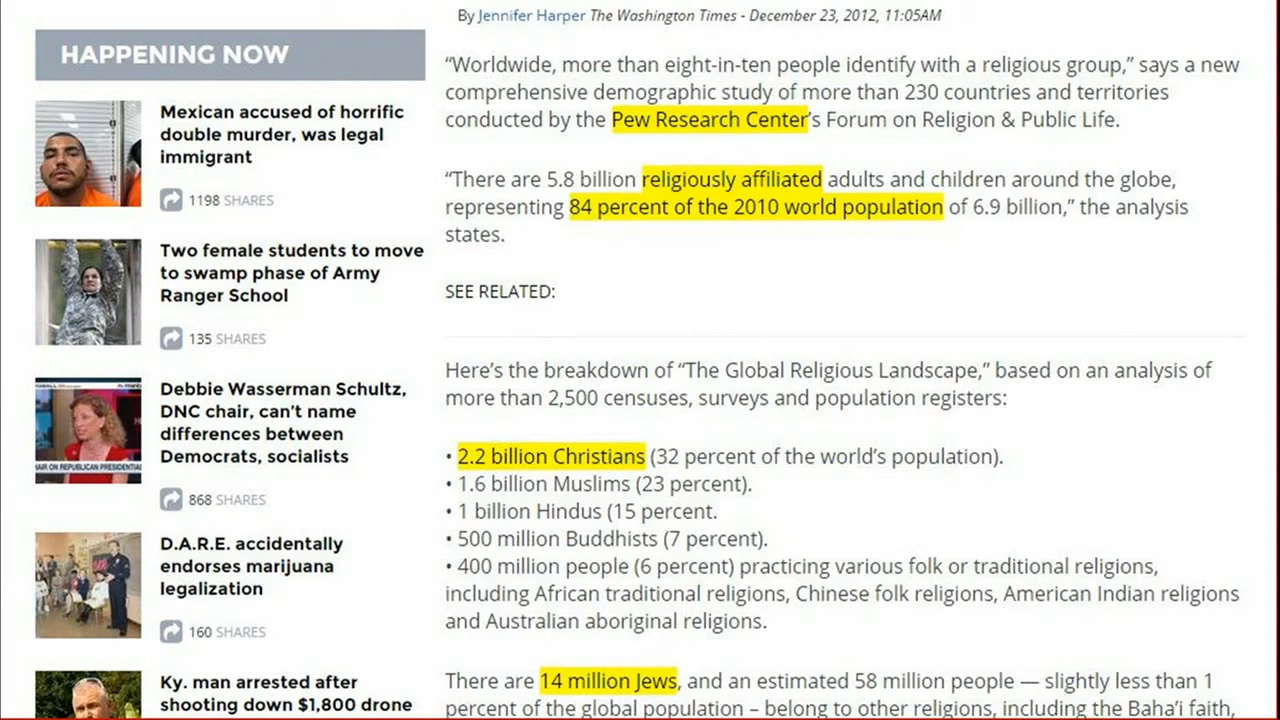 By Jennifer Harper The Washington Times - December 23, 2012, 11:05AM
HAPPENING NOW
Mexican accused of horrific
double murder, was legal
immigrant
1198 SHARES
Two female students to move
to swamp phase of Army
Ranger School
135 SHARES
Debbie Wasserman Schultz,
DNC chair, can’t name
differences between
Democrats, socialists
868 SHARES
D.A.R.E. accidentally
endorses marijuana
legalization
160 SHARES
Ky. man arrested after
shooting down $1,800 drone
“Worldwide, more than eight-in-ten people identify with a religious group,” says a new
comprehensive demographic study of more than 230 countries and territories
conducted by the Pew Research Center’s Forum on Religion & Public Life.
“There are 5.8 billion religiously affiliated adults and children around the globe,
representing 84 percent of the 2010 world population of 6.9 billion,” the analysis
states.
SEE RELATED:
Here’s the breakdown of “The Global Religious Landscape,” based on an analysis of
more than 2,500 censuses, surveys and population registers:
• 2.2 billion Christians (32 percent of the world’s population).
• 1.6 billion Muslims (23 percent).
• 1 billion Hindus (15 percent.
• 500 million Buddhists (7 percent).
• 400 million people (6 percent) practicing various folk or traditional religions,
including African traditional religions, Chinese folk religions, American Indian religions
and Australian aboriginal religions.
There are 14 million Jews, and an estimated 58 million people — slightly less than 1
percent of the global population – belong to other religions, including the Baha’i faith,